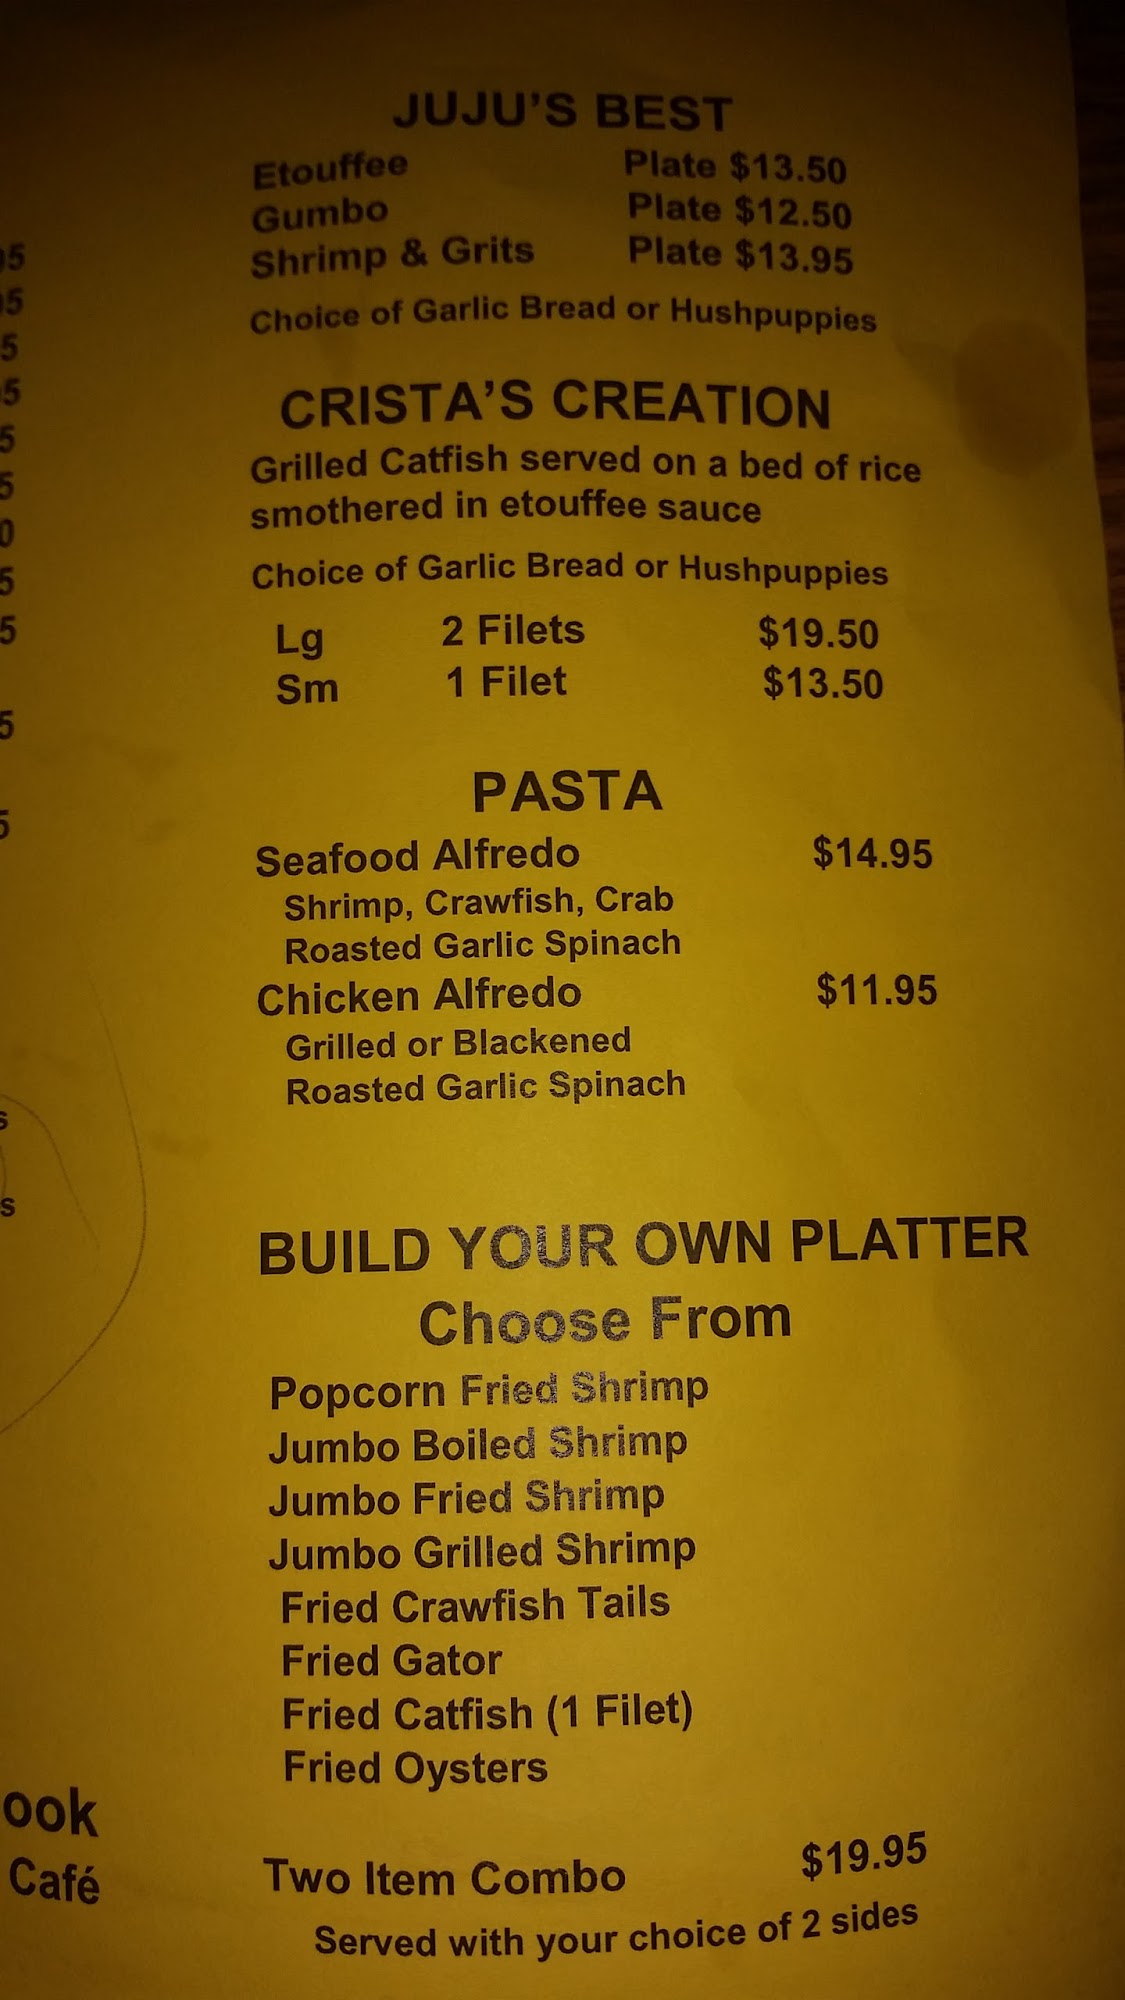 JUJU'S BEST
Etouffee Plate $13.50
Gumbo Plate $12.50
Shrimp & Grits Plate $13.95
Choice of Garlic Bread or Hushpuppies
CRISTA'S CREATION
Grilled Catfish served on a bed of rice
smothered in etouffee sauce
Choice of Garlic Bread or Hushpuppies
Lg 2 Filets $19.50
Sm 1 Filet $13.50
PASTA
Seafood Alfredo $14.95
Shrimp, Crawfish, Crab
Roasted Garlic Spinach
Chicken Alfredo $11.95
Grilled or Blackened
Roasted Garlic Spinach
BUILD YOUR OWN PLATTER
Choose From
Popcorn Fried Shrimp
Jumbo Boiled Shrimp
Jumbo Fried Shrimp
Jumbo Grilled Shrimp
Fried Crawfish Tails
Fried Gator
Fried Catfish (1 Filet)
Fried Oysters
Two Item Combo $19.95
Served with your choice of 2 sides
ook
Café